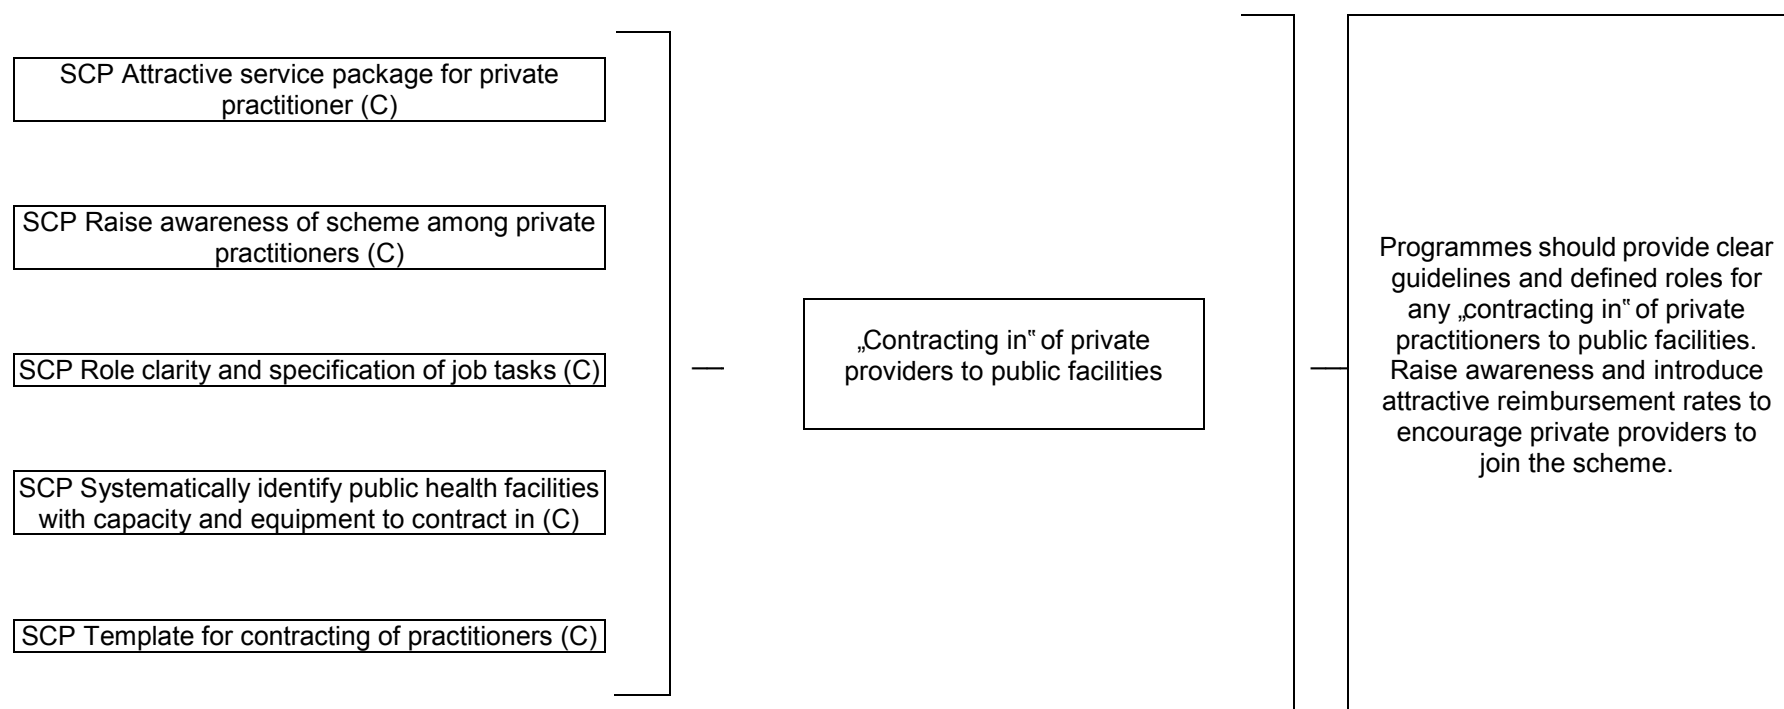 SCP Attractive service package for private
practitioner (C)
SCP Raise awareness of scheme among private
practitioners (C)
SCP Role clarity and specification of job tasks (C)
SCP Systematically identify public health facilities
with capacity and equipment to contract in (C)
SCP Template for contracting of practitioners (C)
„Contracting in‟ of private
providers to public facilities
Programmes should provide clear
guidelines and defined roles for
any „contracting in‟ of private
practitioners to public facilities.
Raise awareness and introduce
attractive reimbursement rates to
encourage private providers to
join the scheme.